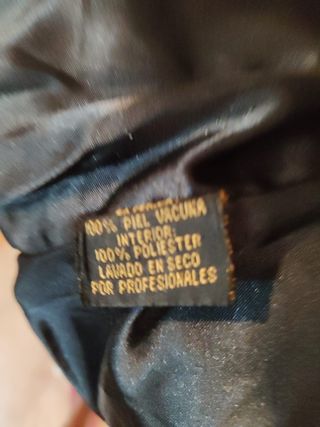 100% PIEL VACUNA
INTERIOR:
100% POLIESTER
LAVADO EN SECO
POR PROFESIONALES